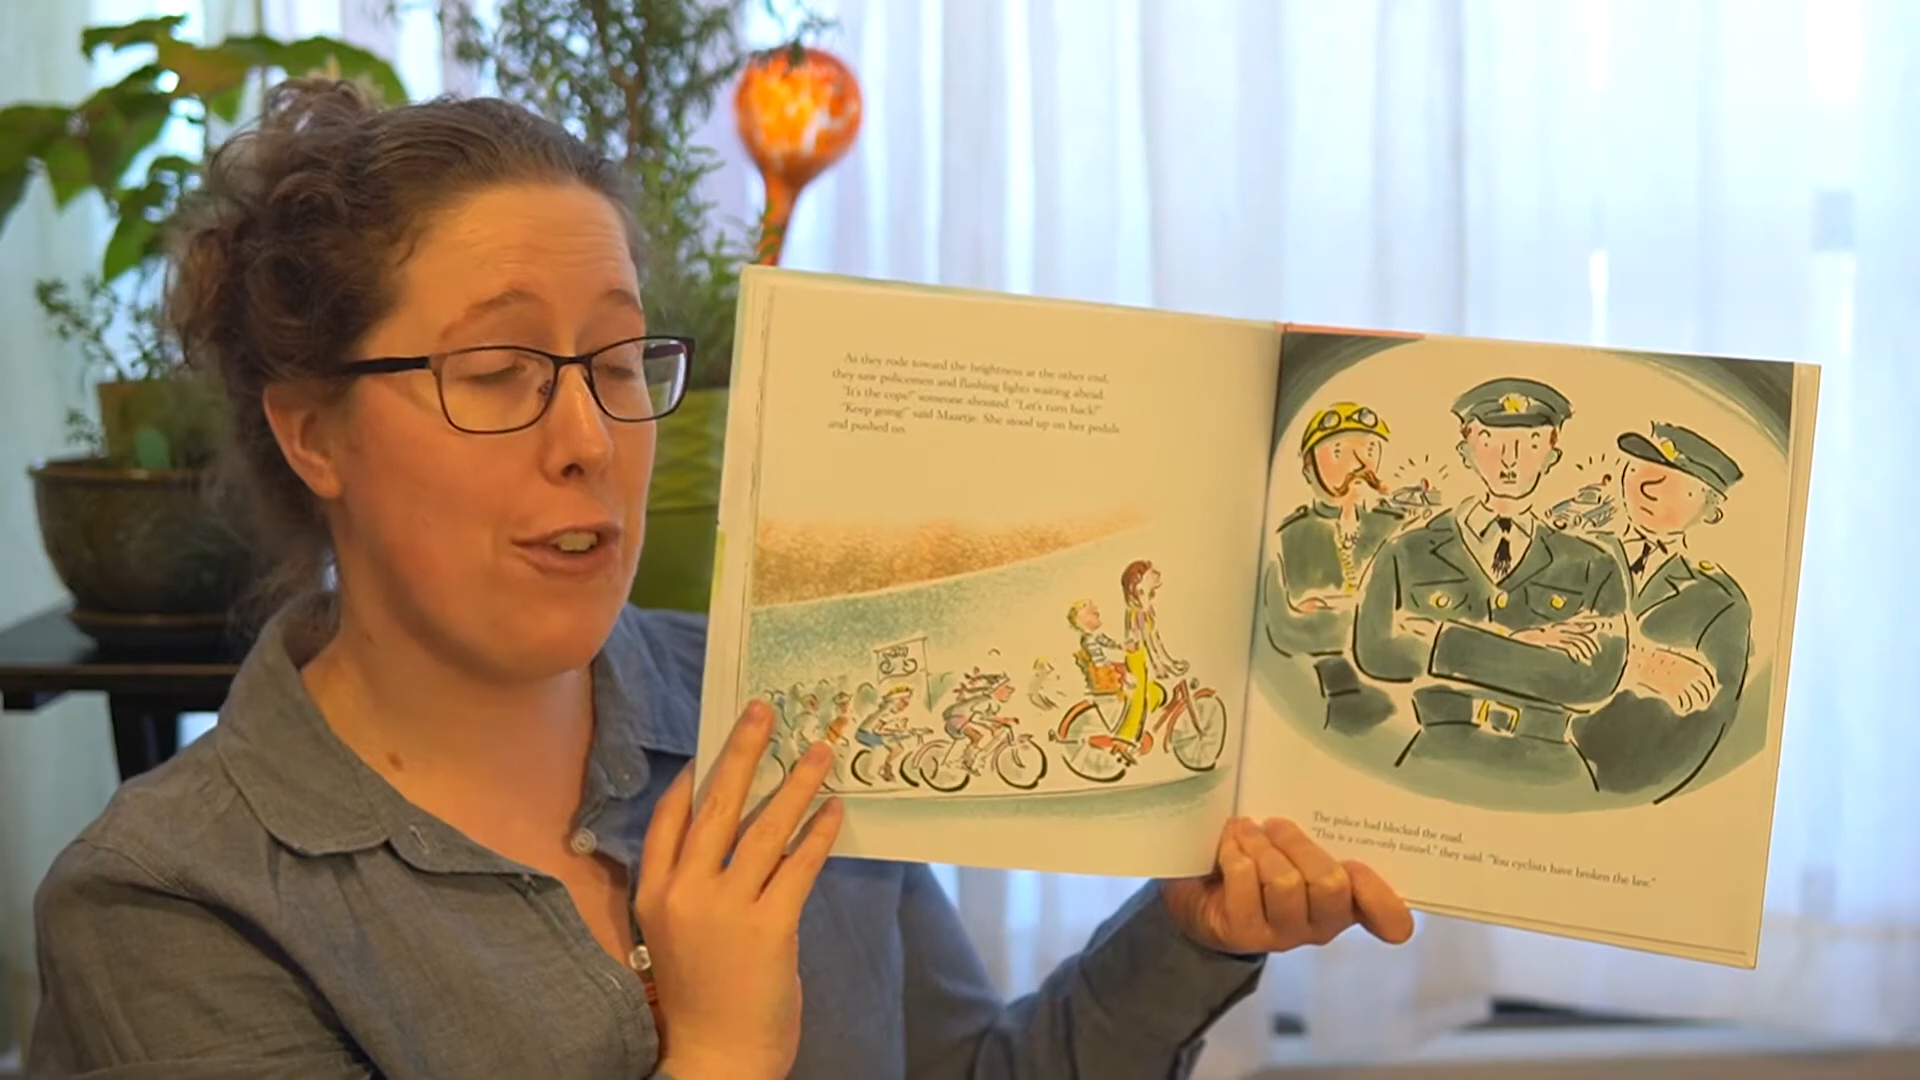 As they rode toward the brightness at the other end,
they saw policemen and flashing lights waiting ahead.
"It's the cops!" someone shouted. "Let's turn back!"
"Keep going!" said Maartje. She stood up on her pedals
and pushed on.
The police had blocked the road.
"This is a cars-only tunnel," they said. "You cyclists have broken the law."